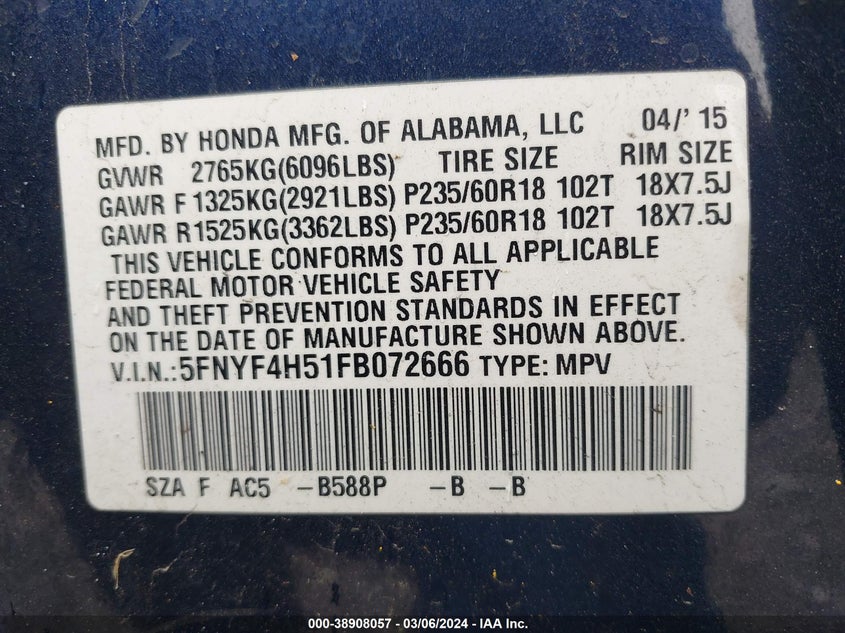 MFD. BY HONDA MFG. OF ALABAMA, LLC 04/' 15
GVWR 2765KG(6096LBS) TIRE SIZE RIM SIZE
GAWR F1325KG(2921LBS) P235/60R18 102T 18X7.5J
GAWR R1525KG(3362LBS) P235/60R18 102T 18X7.5J
THIS VEHICLE CONFORMS TO ALL APPLICABLE
FEDERAL MOTOR VEHICLE SAFETY
AND THEFT PREVENTION STANDARDS IN EFFECT
ON THE DATE OF MANUFACTURE SHOWN ABOVE.
V.I.N.:5FNYF4H51FB072666 TYPE: MPV
SZA F AC5 -B588P -B -B
000-38908057 - 03/06/2024 - IAAI.COM